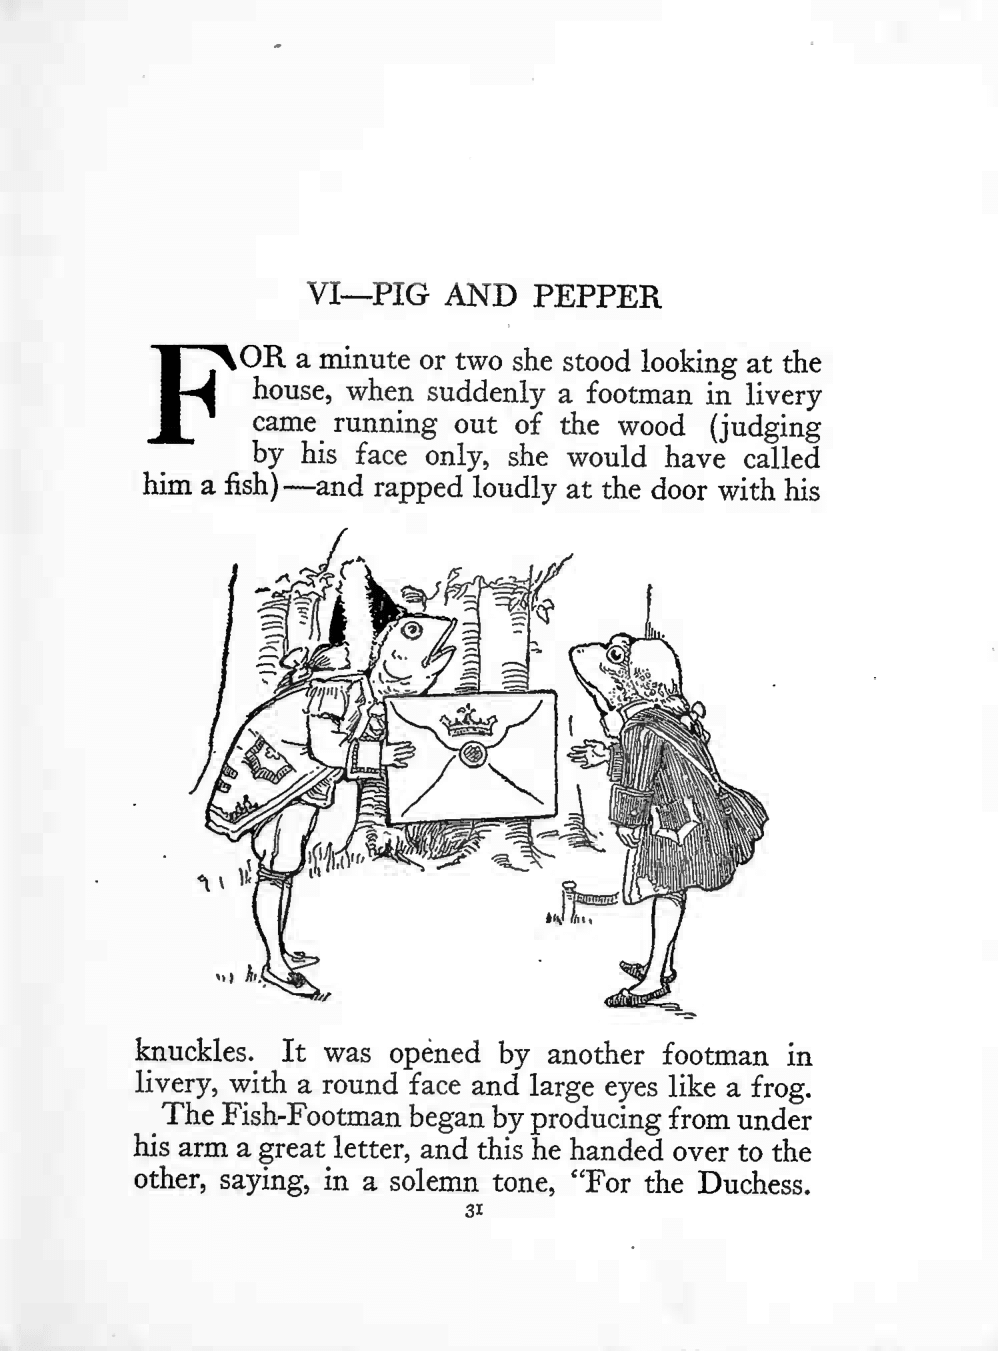 VI—PIG AND PEPPER
FOR a minute or two she stood looking at the
house, when suddenly a footman in livery
came running out of the wood (judging
by his face only, she would have called
him a fish)—and rapped loudly at the door with his
knuckles. It was opened by another footman in
livery, with a round face and large eyes like a frog.
The Fish-Footman began by producing from under
his arm a great letter, and this he handed over to the
other, saying, in a solemn tone, “For the Duchess.
31